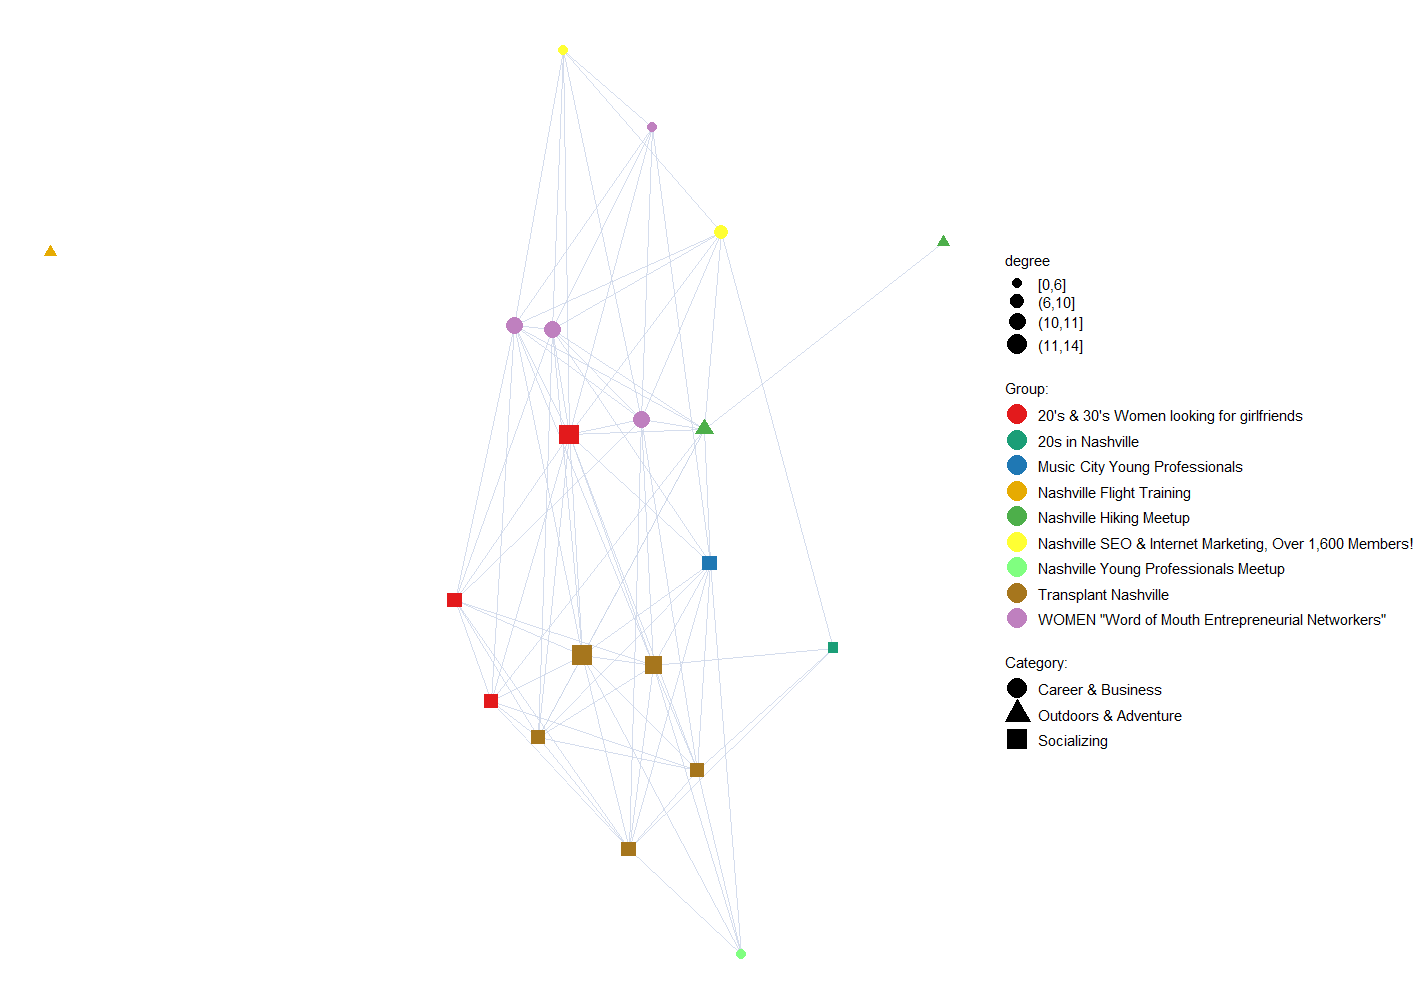 degree
[0,6]
(6,10]
(10,11]
(11,14]
Group:
20's & 30's Women looking for girlfriends
20s in Nashville
Music City Young Professionals
Nashville Flight Training
Nashville Hiking Meetup
Nashville SEO & Internet Marketing, Over 1,600 Members!
Nashville Young Professionals Meetup
Transplant Nashville
WOMEN "Word of Mouth Entrepreneurial Networkers"
Category:
Career & Business
Outdoors & Adventure
Socializing